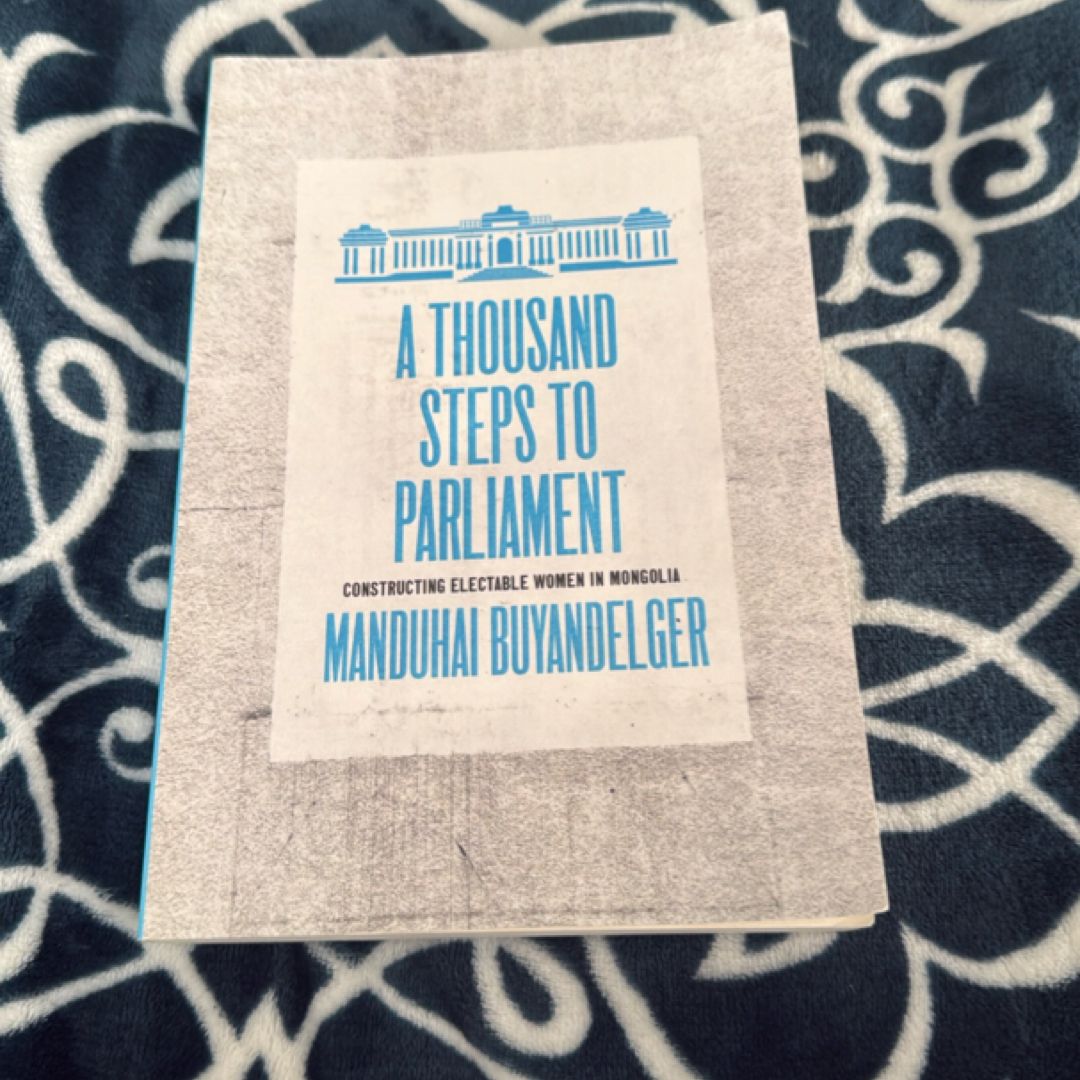 A THOUSAND
STEPS TO
PARLIAMENT
CONSTRUCTING ELECTABLE WOMEN IN MONGOLIA
MANDUHAI BUYANDELGER